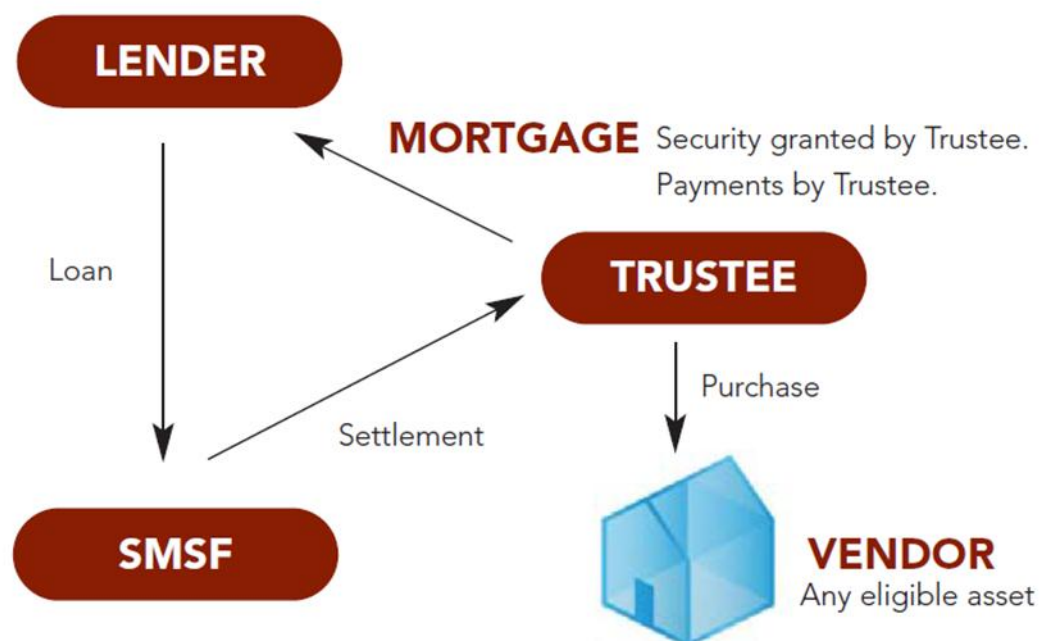 LENDER
MORTGAGE Security granted by Trustee.
Payments by Trustee.
Loan
TRUSTEE
Purchase
Settlement
SMSF
VENDOR
Any eligible asset